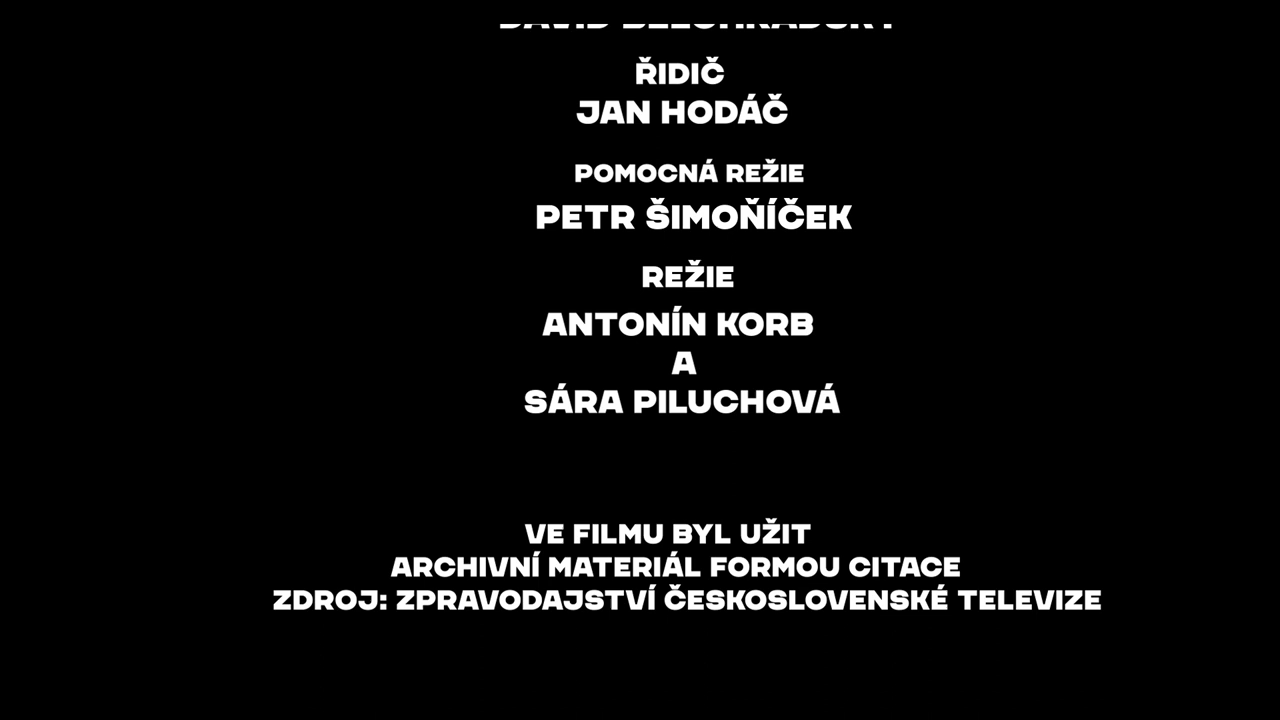 ŘIDIČ
JAN HODÁČ
POMOCNÁ REŽIE
PETR ŠIMOŇÍČEK
REŽIE
ANTONÍN KORB
A
SÁRA PILUCHOVÁ
VE FILMU BYL UŽIT
ARCHIVNÍ MATERIÁL FORMOU CITACE
ZDROJ: ZPRAVODAJSTVÍ ČESKOSLOVENSKÉ TELEVIZE